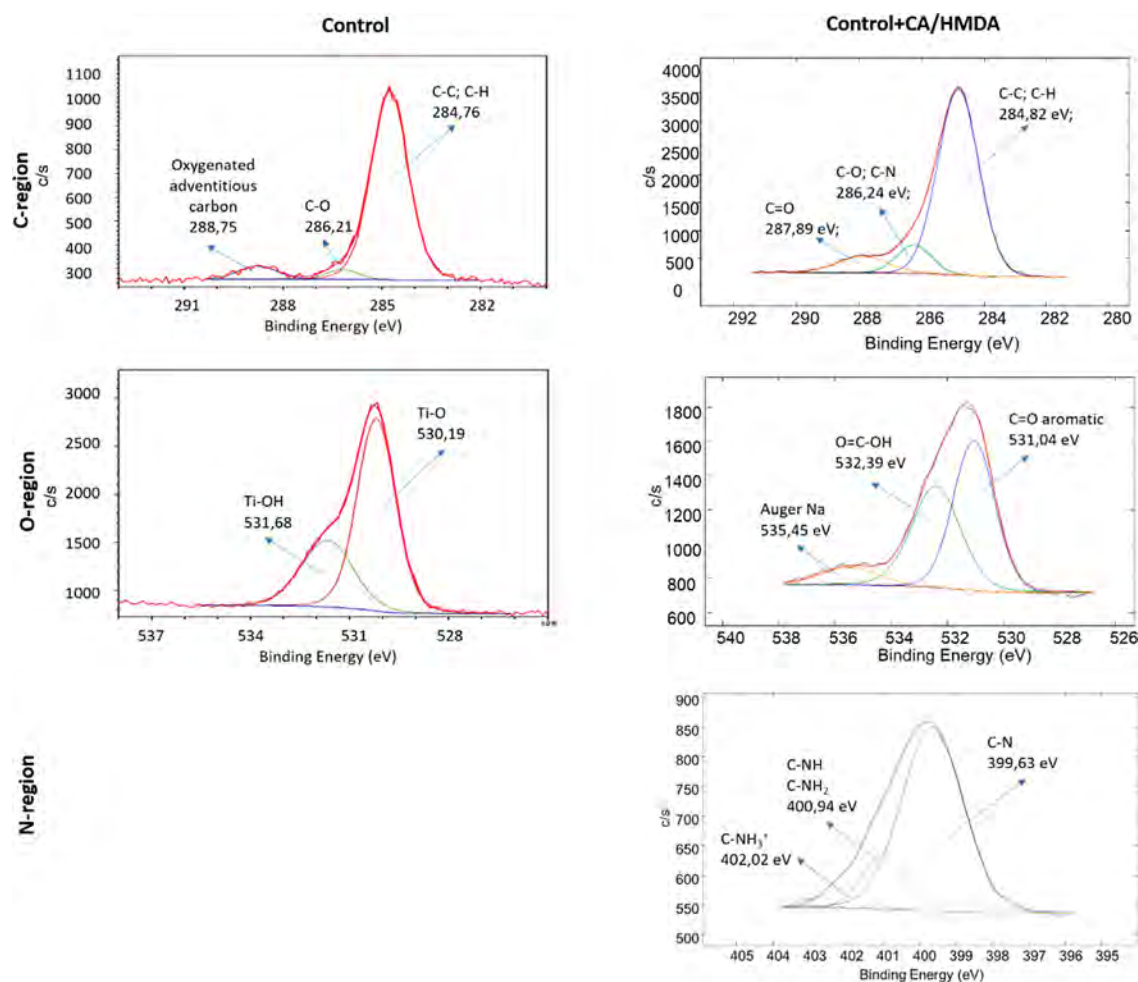 Control
Control+CA/HMDA
C-region
c/s
1100
1000
900
800
700
600
500
400
300
C-C; C-H
284,76
Oxygenated
adventitious
carbon
288,75
C-O
286,21
291
288
285
282
Binding Energy (eV)
c/s
4000
3500
3000
2500
2000
1500
1000
500
0
C-C; C-H
284,82 eV;
C-O; C-N
286,24 eV;
C=O
287,89 eV;
292
290
288
286
284
282
280
Binding Energy (eV)
O-region
c/s
3000
2500
2000
1500
1000
Ti-O
530,19
Ti-OH
531,68
537
534
531
528
Binding Energy (eV)
c/s
1800
1600
1400
1200
1000
800
600
C=O aromatic
531,04 eV
O=C-OH
532,39 eV
Auger Na
535,45 eV
540
538
536
534
532
530
528
526
Binding Energy (eV)
N-region
c/s
900
850
800
750
700
650
600
550
500
C-N
399,63 eV
C-NH
C-NH₂
400,94 eV
C-NH₃⁺
402,02 eV
405
404
403
402
401
400
399
398
397
396
395
Binding Energy (eV)